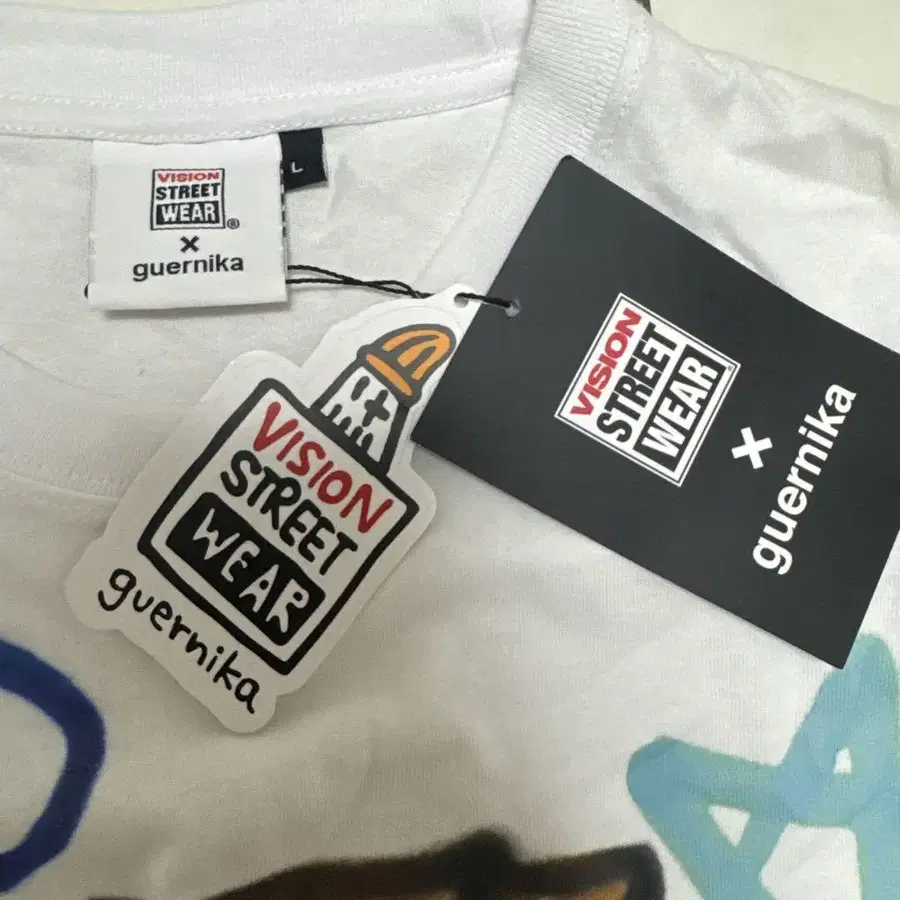 VISION
STREET
WEAR®
×
guernika
L
VISION
STREET
WEAR
guernika
VISION
STREET
WEAR
×
guernika